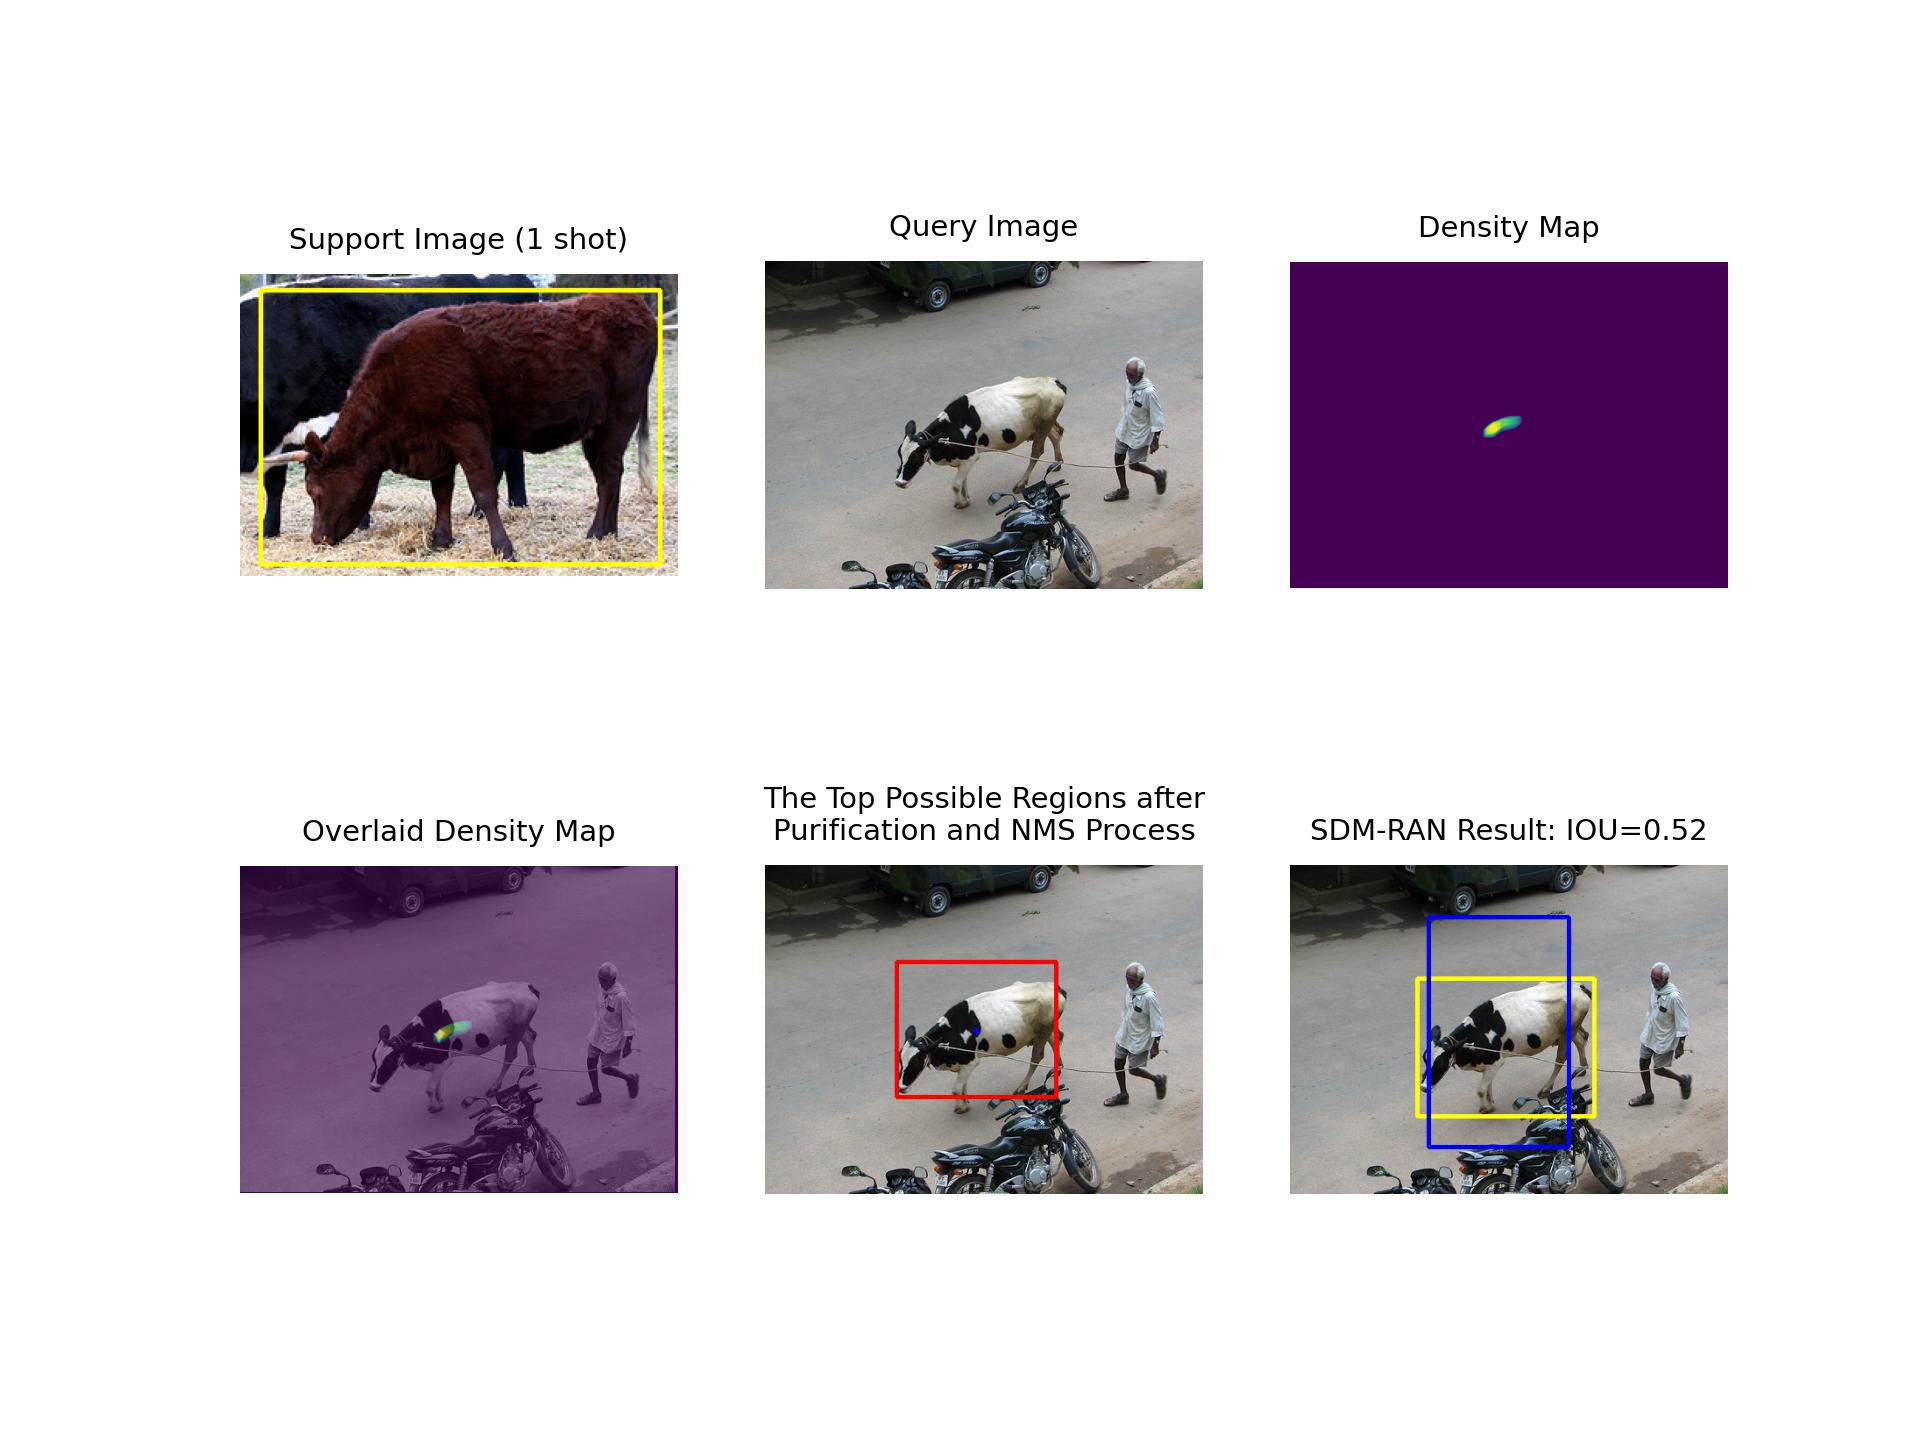 Support Image (1 shot)
Query Image
Density Map
Overlaid Density Map
The Top Possible Regions after
Purification and NMS Process
SDM-RAN Result: IOU=0.52